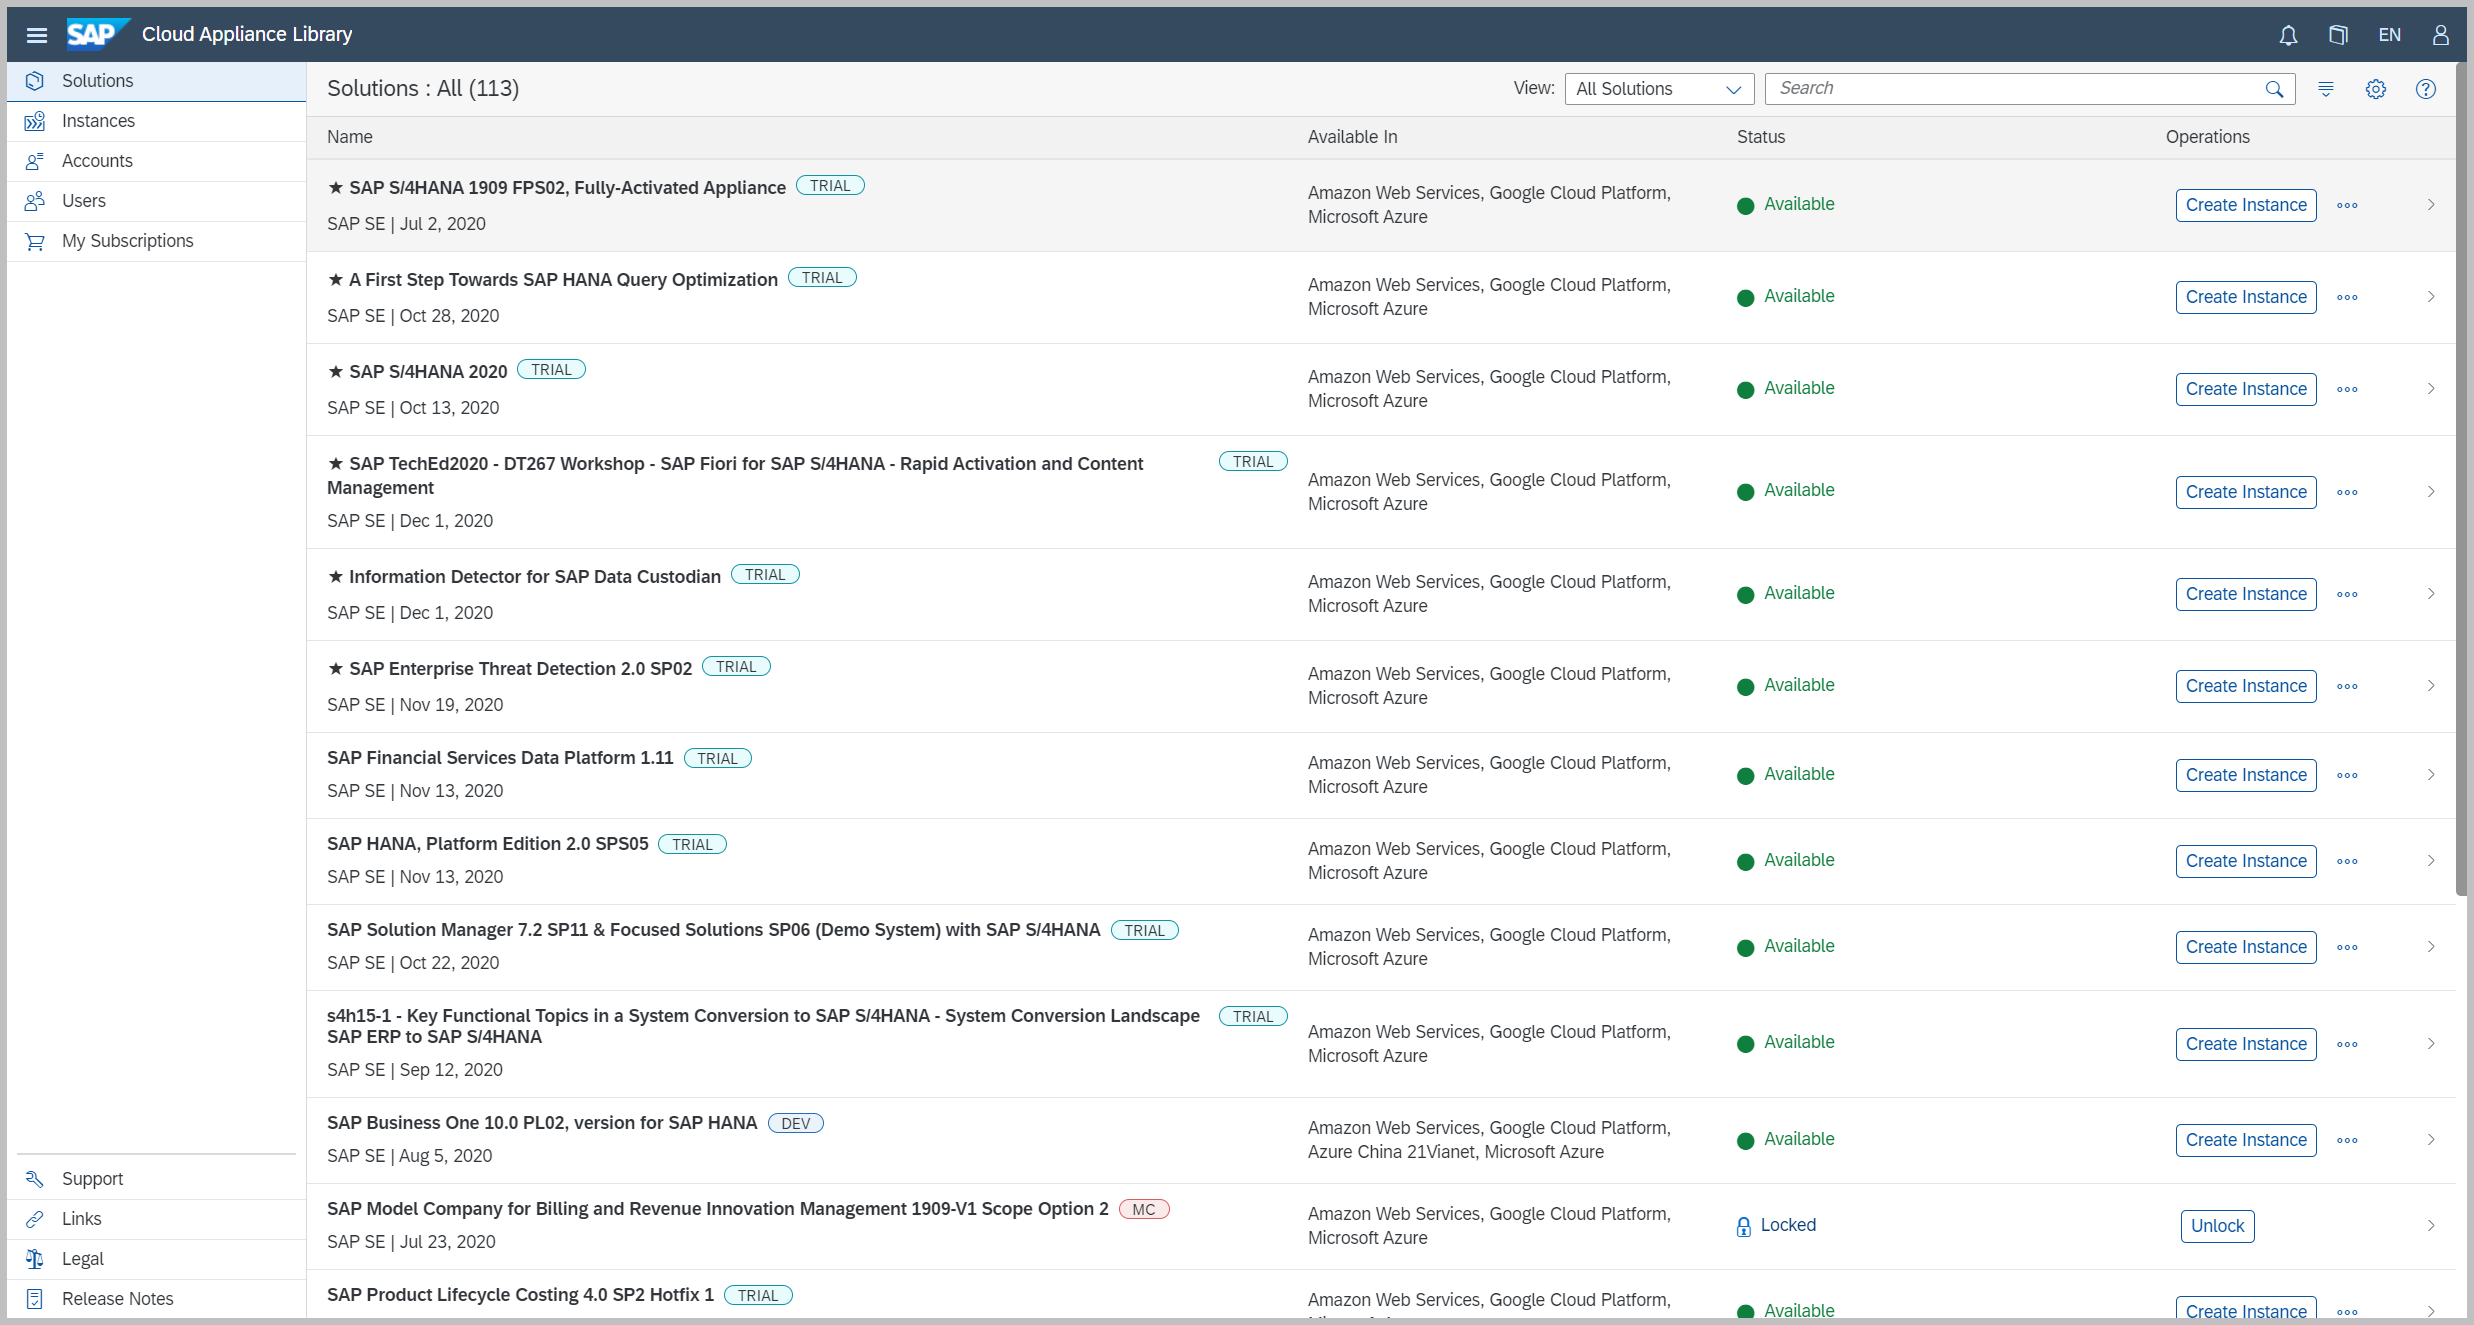 SAP Cloud Appliance Library
EN
Solutions
Instances
Accounts
Users
My Subscriptions
Support
Links
Legal
Release Notes
Solutions : All (113)
View: All Solutions
Search
Name Available In Status Operations
★ SAP S/4HANA 1909 FPS02, Fully-Activated Appliance TRIAL
SAP SE | Jul 2, 2020
Amazon Web Services, Google Cloud Platform,
Microsoft Azure
Available
Create Instance
★ A First Step Towards SAP HANA Query Optimization TRIAL
SAP SE | Oct 28, 2020
Amazon Web Services, Google Cloud Platform,
Microsoft Azure
Available
Create Instance
★ SAP S/4HANA 2020 TRIAL
SAP SE | Oct 13, 2020
Amazon Web Services, Google Cloud Platform,
Microsoft Azure
Available
Create Instance
★ SAP TechEd2020 - DT267 Workshop - SAP Fiori for SAP S/4HANA - Rapid Activation and Content TRIAL
Management
SAP SE | Dec 1, 2020
Amazon Web Services, Google Cloud Platform,
Microsoft Azure
Available
Create Instance
★ Information Detector for SAP Data Custodian TRIAL
SAP SE | Dec 1, 2020
Amazon Web Services, Google Cloud Platform,
Microsoft Azure
Available
Create Instance
★ SAP Enterprise Threat Detection 2.0 SP02 TRIAL
SAP SE | Nov 19, 2020
Amazon Web Services, Google Cloud Platform,
Microsoft Azure
Available
Create Instance
SAP Financial Services Data Platform 1.11 TRIAL
SAP SE | Nov 13, 2020
Amazon Web Services, Google Cloud Platform,
Microsoft Azure
Available
Create Instance
SAP HANA, Platform Edition 2.0 SPS05 TRIAL
SAP SE | Nov 13, 2020
Amazon Web Services, Google Cloud Platform,
Microsoft Azure
Available
Create Instance
SAP Solution Manager 7.2 SP11 & Focused Solutions SP06 (Demo System) with SAP S/4HANA TRIAL
SAP SE | Oct 22, 2020
Amazon Web Services, Google Cloud Platform,
Microsoft Azure
Available
Create Instance
s4h15-1 - Key Functional Topics in a System Conversion to SAP S/4HANA - System Conversion Landscape TRIAL
SAP ERP to SAP S/4HANA
SAP SE | Sep 12, 2020
Amazon Web Services, Google Cloud Platform,
Microsoft Azure
Available
Create Instance
SAP Business One 10.0 PL02, version for SAP HANA DEV
SAP SE | Aug 5, 2020
Amazon Web Services, Google Cloud Platform,
Azure China 21Vianet, Microsoft Azure
Available
Create Instance
SAP Model Company for Billing and Revenue Innovation Management 1909-V1 Scope Option 2 MC
SAP SE | Jul 23, 2020
Amazon Web Services, Google Cloud Platform,
Microsoft Azure
Locked
Unlock
SAP Product Lifecycle Costing 4.0 SP2 Hotfix 1 TRIAL
Amazon Web Services, Google Cloud Platform,
Available
Create Instance